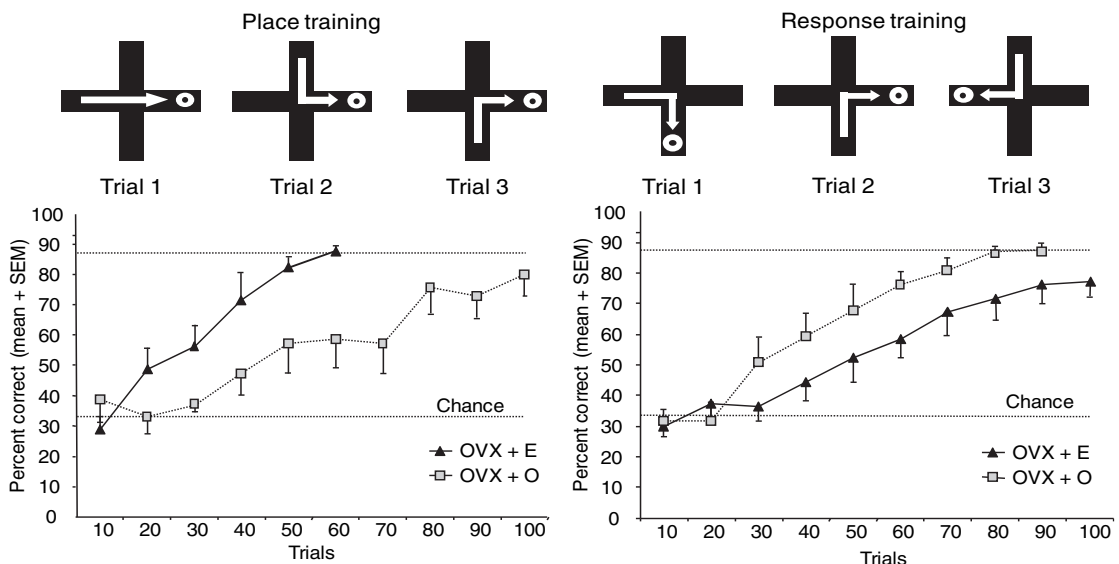 Place training
Trial 1 Trial 2 Trial 3
Percent correct (mean + SEM)
100
90
80
70
60
50
40
30
20
10
0
Chance
OVX + E
OVX + O
10 20 30 40 50 60 70 80 90 100
Trials
Response training
Trial 1 Trial 2 Trial 3
Percent correct (mean + SEM)
100
90
80
70
60
50
40
30
20
10
0
Chance
OVX + E
OVX + O
10 20 30 40 50 60 70 80 90 100
Trials